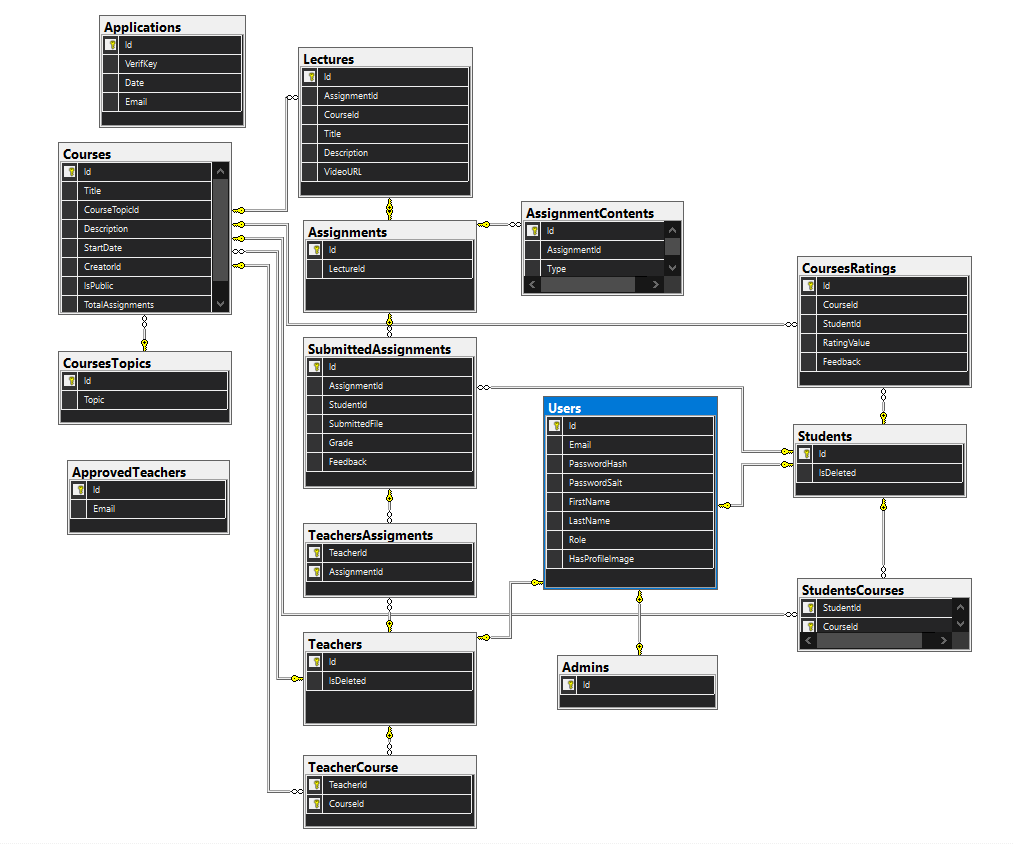 Applications
Id
VerifKey
Date
Email
Lectures
Id
AssignmentId
CourseId
Title
Description
VideoURL
Courses
Id
Title
CourseTopicId
Description
StartDate
CreatorId
IsPublic
TotalAssignments
Assignments
Id
LectureId
AssignmentContents
Id
AssignmentId
Type
CoursesRatings
Id
CourseId
StudentId
RatingValue
Feedback
CoursesTopics
Id
Topic
SubmittedAssignments
Id
AssignmentId
StudentId
SubmittedFile
Grade
Feedback
Users
Id
Email
PasswordHash
PasswordSalt
FirstName
LastName
Role
HasProfileImage
Students
Id
IsDeleted
ApprovedTeachers
Id
Email
TeachersAssigments
TeacherId
AssignmentId
StudentsCourses
StudentId
CourseId
Teachers
Id
IsDeleted
Admins
Id
TeacherCourse
TeacherId
CourseId